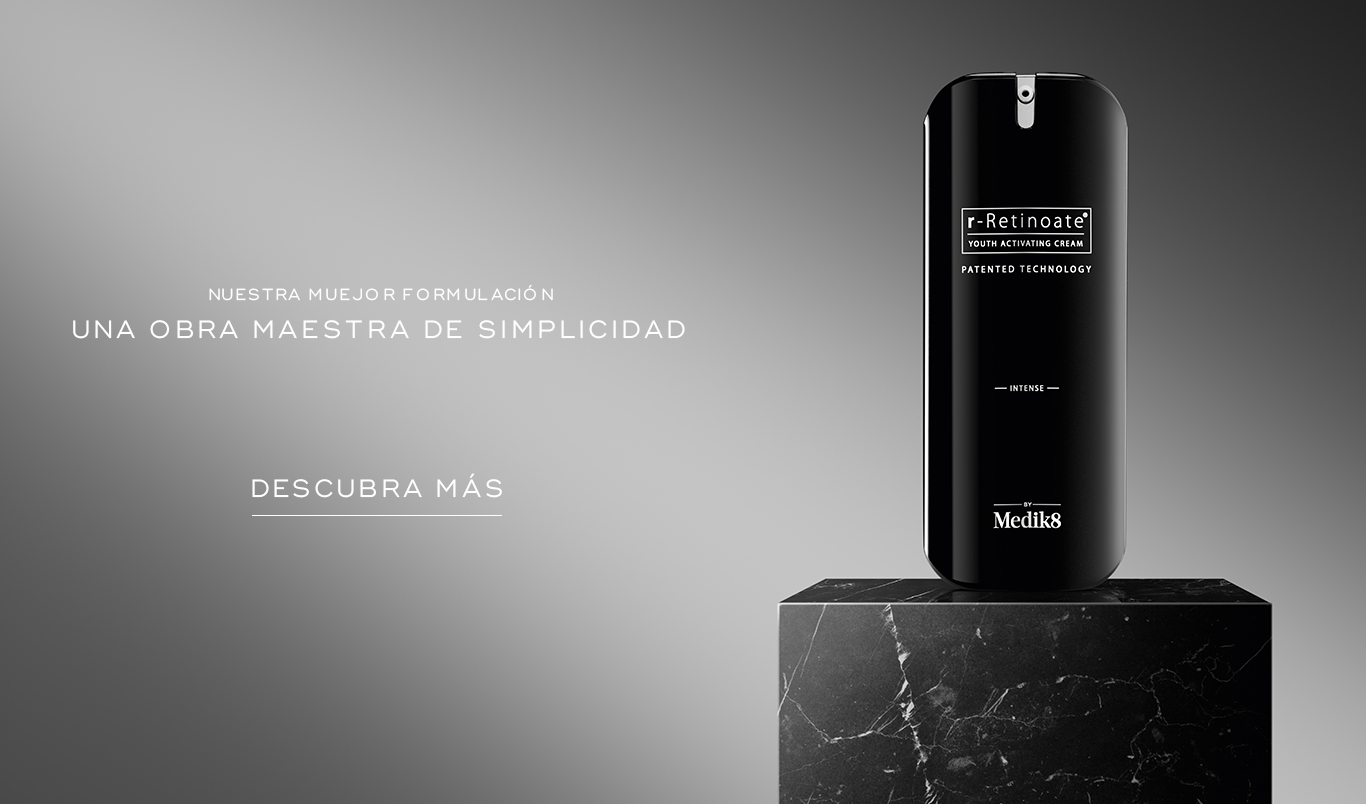 NUESTRA MUEJOR FORMULACIÓN
UNA OBRA MAESTRA DE SIMPLICIDAD
DESCUBRA MÁS
r-Retinoate®
YOUTH ACTIVATING CREAM
PATENTED TECHNOLOGY
INTENSE
BY
Medik8